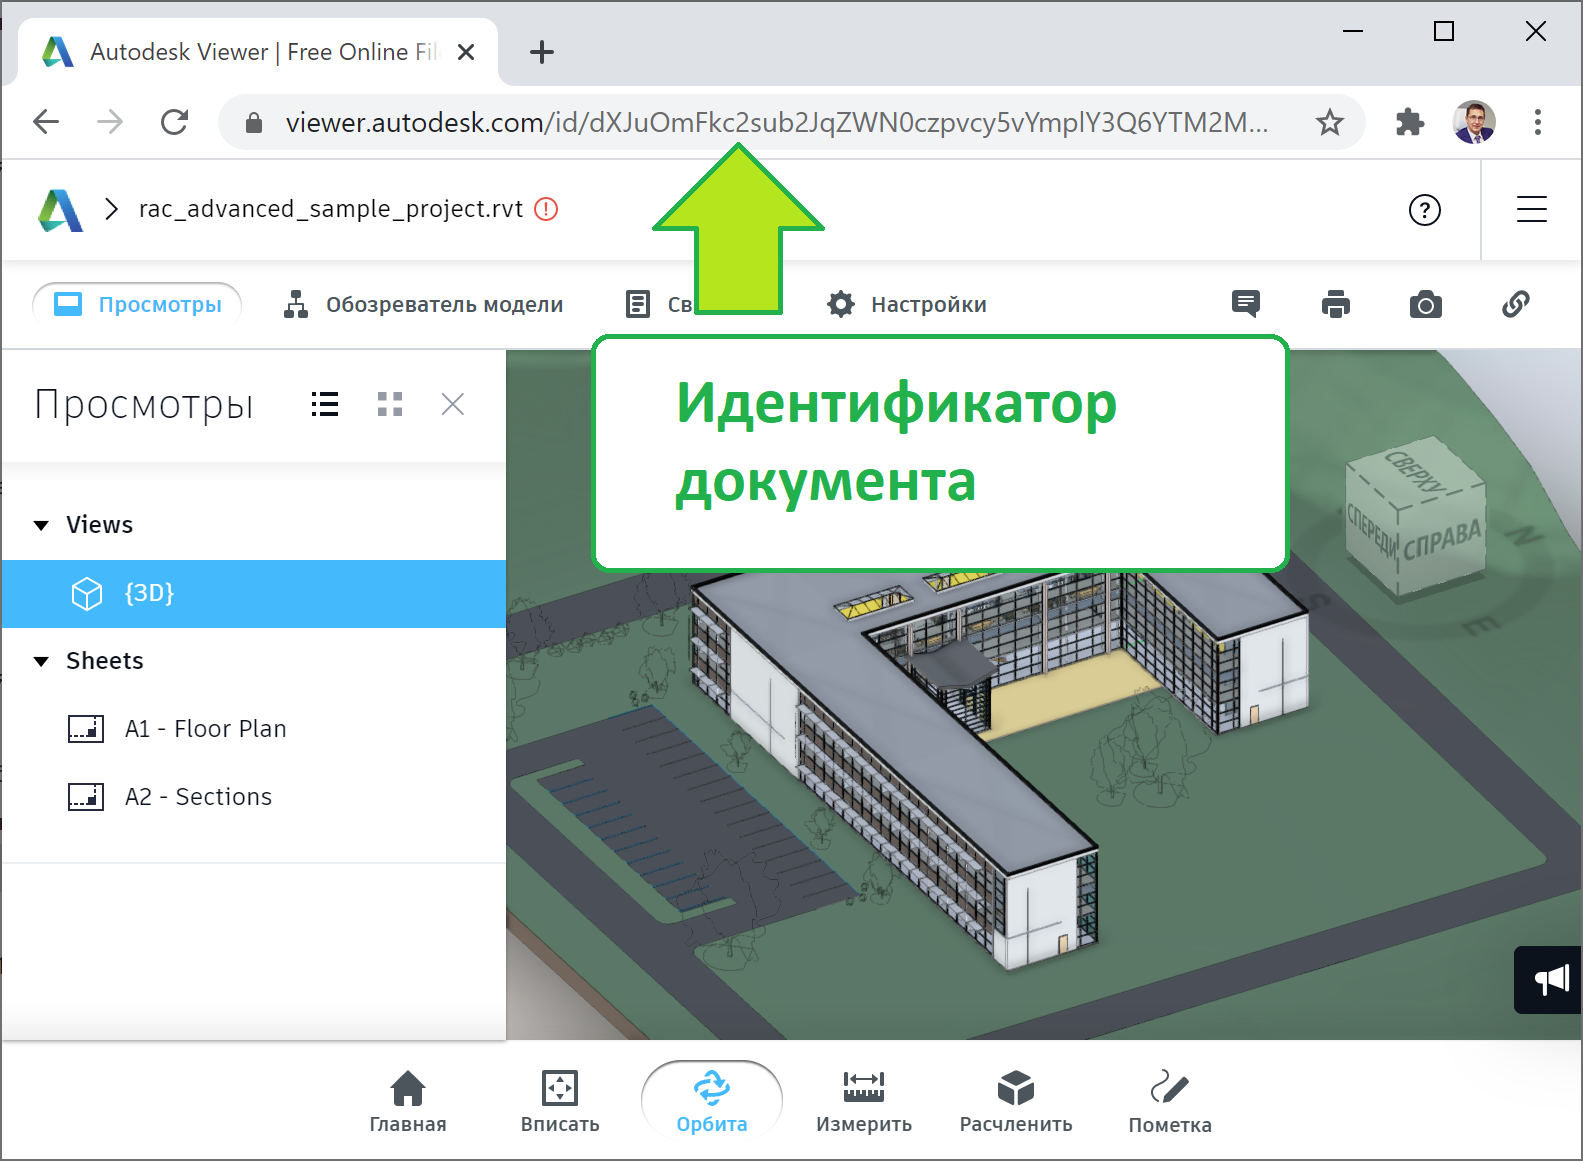 Autodesk Viewer | Free Online Fil
viewer.autodesk.com/id/dXJuOmFkc2sub2JqZWN0czpvcy5vYmplY3Q6YTM2M...
rac_advanced_sample_project.rvt
Просмотры
Обозреватель модели
Св
Настройки
Просмотры
Идентификатор
документа
Views
{3D}
Sheets
A1 - Floor Plan
A2 - Sections
СВЕРХУ
СПЕРЕДИ
СПРАВА
N
S
E
Главная
Вписать
Орбита
Измерить
Расчленить
Пометка